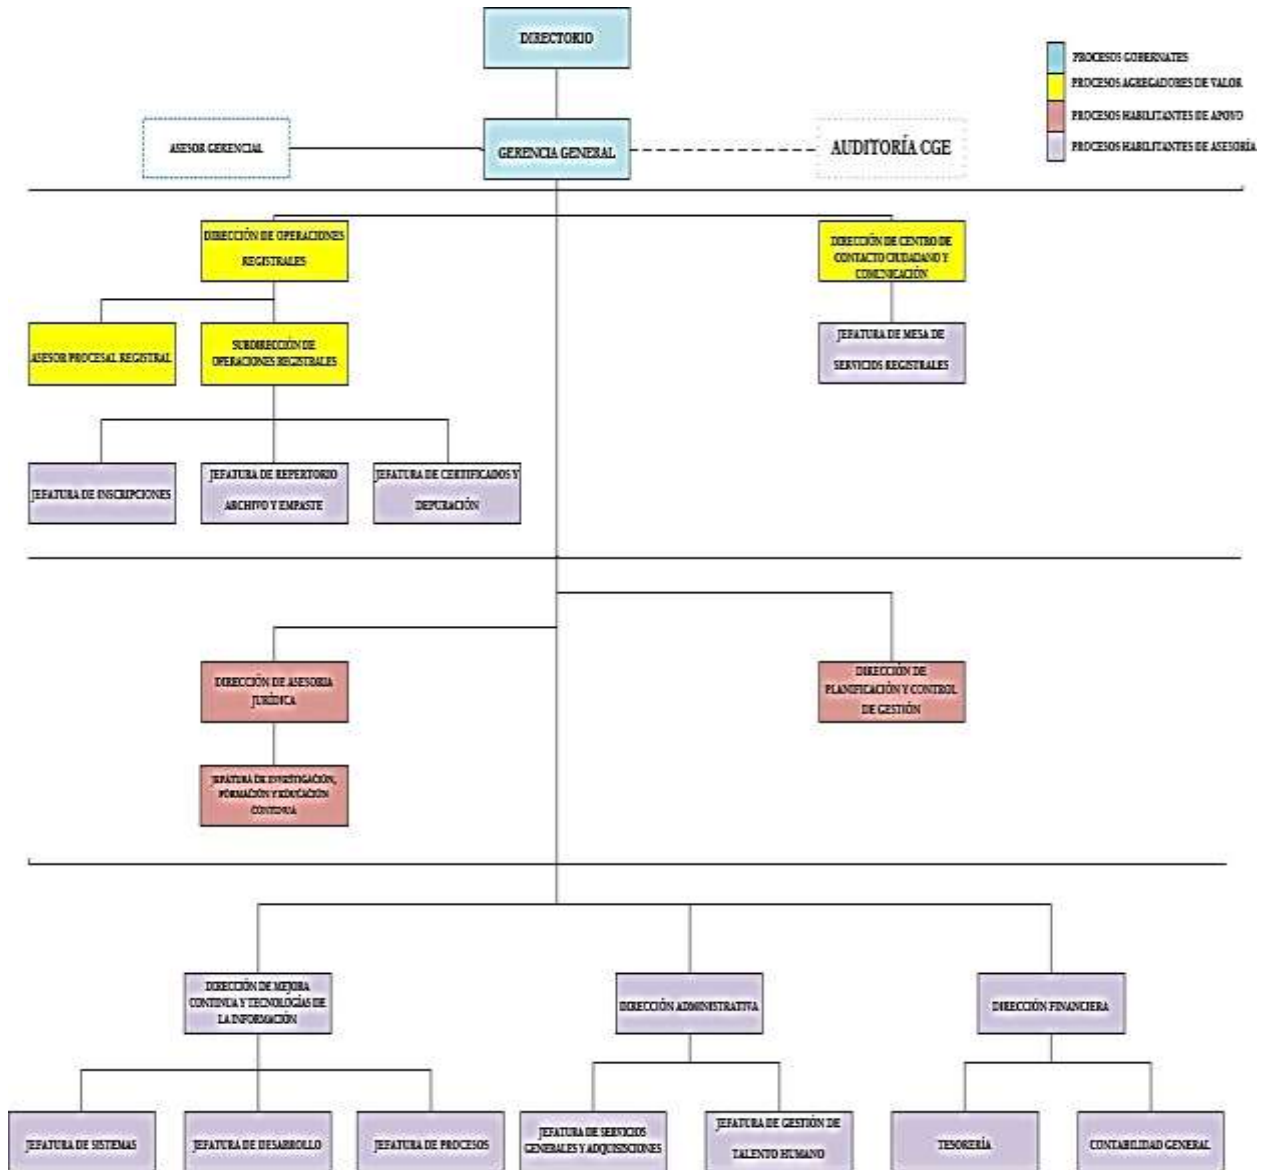 DIRECTORIO
PROCESOS GOBERNATES
PROCESOS AGREGADORES DE VALOR
PROCESOS HABILITANTES DE APOYO
PROCESOS HABILITANTES DE ASESORÍA
ASESOR GERENCIAL
GERENCIA GENERAL
AUDITORÍA CGE
DIRECCIÓN DE OPERACIONES
REGISTRALES
DIRECCIÓN DE CENTRO DE
CONTACTO CIUDADANO Y
COMUNICACIÓN
ASESOR PROCESAL REGISTRAL
SUBDIRECCIÓN DE
OPERACIONES REGISTRALES
JEFATURA DE MESA DE
SERVICIOS REGISTRALES
JEFATURA DE INSCRIPCIONES
JEFATURA DE REPERTORIO
ARCHIVO Y EMPASTE
JEFATURA DE CERTIFICADOS Y
DEPURACIÓN
DIRECCIÓN DE ASESORIA
JURÍDICA
DIRECCIÓN DE
PLANIFICACIÓN Y CONTROL
DE GESTIÓN
JEFATURA DE INVESTIGACIÓN,
FORMACIÓN Y EDUCACIÓN
CONTINUA
DIRECCIÓN DE MEJORA
CONTINUA Y TECNOLOGÍAS DE
LA INFORMACIÓN
DIRECCIÓN ADMINISTRATIVA
DIRECCIÓN FINANCIERA
JEFATURA DE SISTEMAS
JEFATURA DE DESARROLLO
JEFATURA DE PROCESOS
JEFATURA DE SERVICIOS
GENERALES Y ADQUISISCIONES
JEFATURA DE GESTIÓN DE
TALENTO HUMANO
TESORERÍA
CONTABILIDAD GENERAL